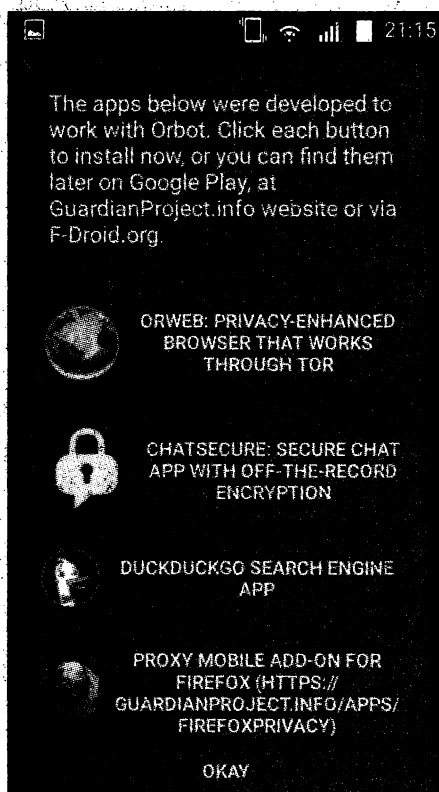 21:15
The apps below were developed to
work with Orbot. Click each button
to install now, or you can find them
later on Google Play, at
GuardianProject.info website or via
F-Droid.org.
ORWEB: PRIVACY-ENHANCED
BROWSER THAT WORKS
THROUGH TOR
CHATSECURE: SECURE CHAT
APP WITH OFF-THE-RECORD
ENCRYPTION
DUCKDUCKGO SEARCH ENGINE
APP
PROXY MOBILE ADD-ON FOR
FIREFOX (HTTPS://
GUARDIANPROJECT.INFO/APPS/
FIREFOXPRIVACY)
OKAY